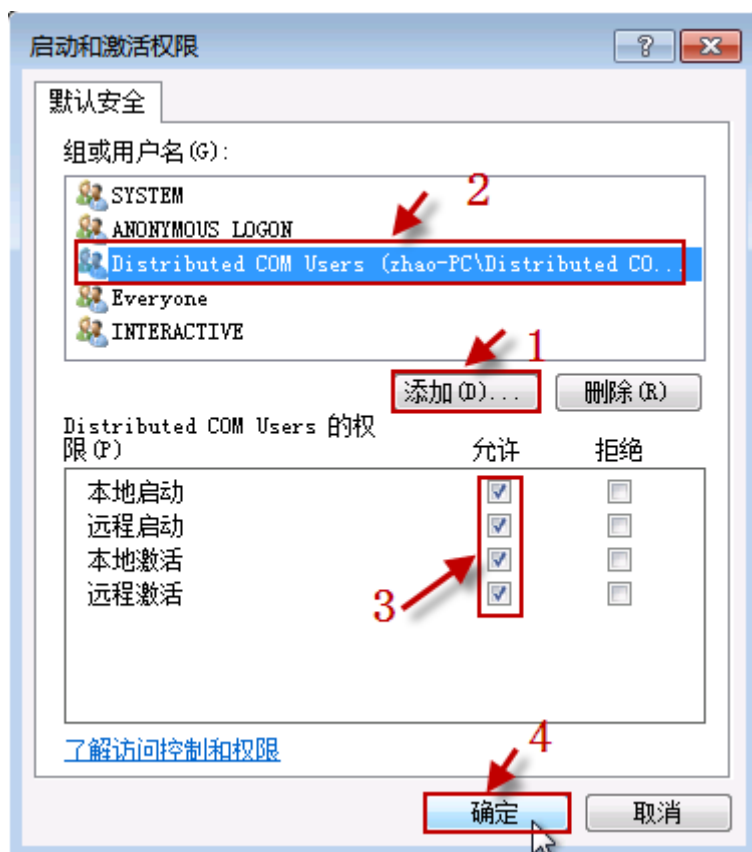 启动和激活权限
默认安全
组或用户名(G):
SYSTEM
2
ANONYMOUS LOGON
Distributed COM Users (zhao-PC\Distributed CO...
Everyone
INTERACTIVE
1
添加(D)... 删除(R)
Distributed COM Users 的权
限(P) 允许 拒绝
本地启动
远程启动
本地激活
远程激活
3
了解访问控制和权限
4
确定 取消